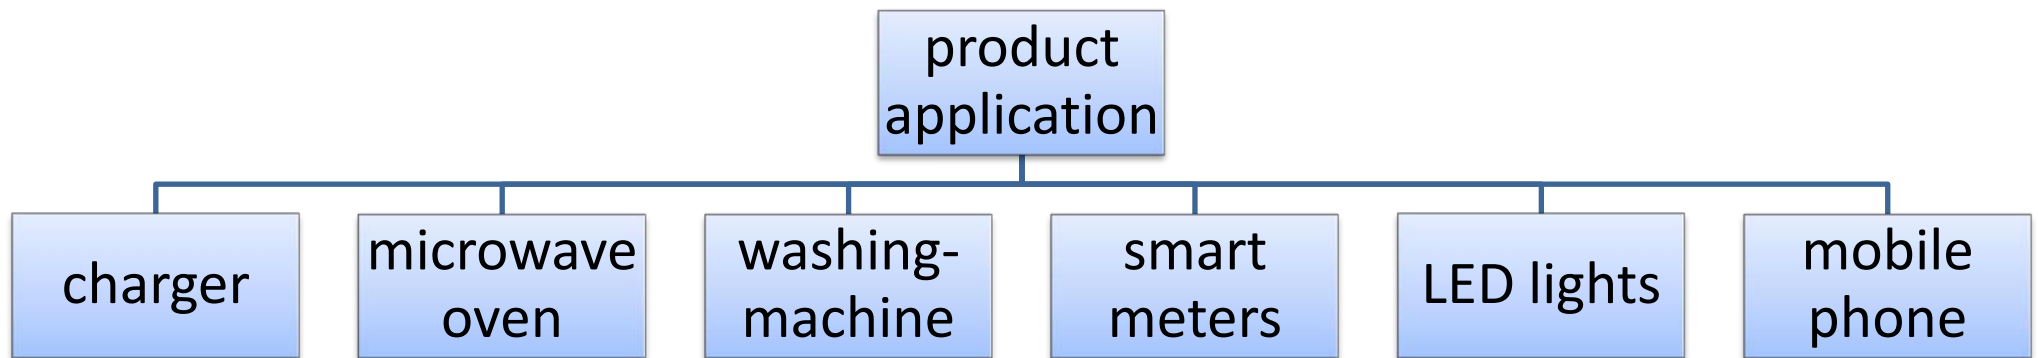 product
application
charger
microwave
oven
washing-
machine
smart
meters
LED lights
mobile
phone